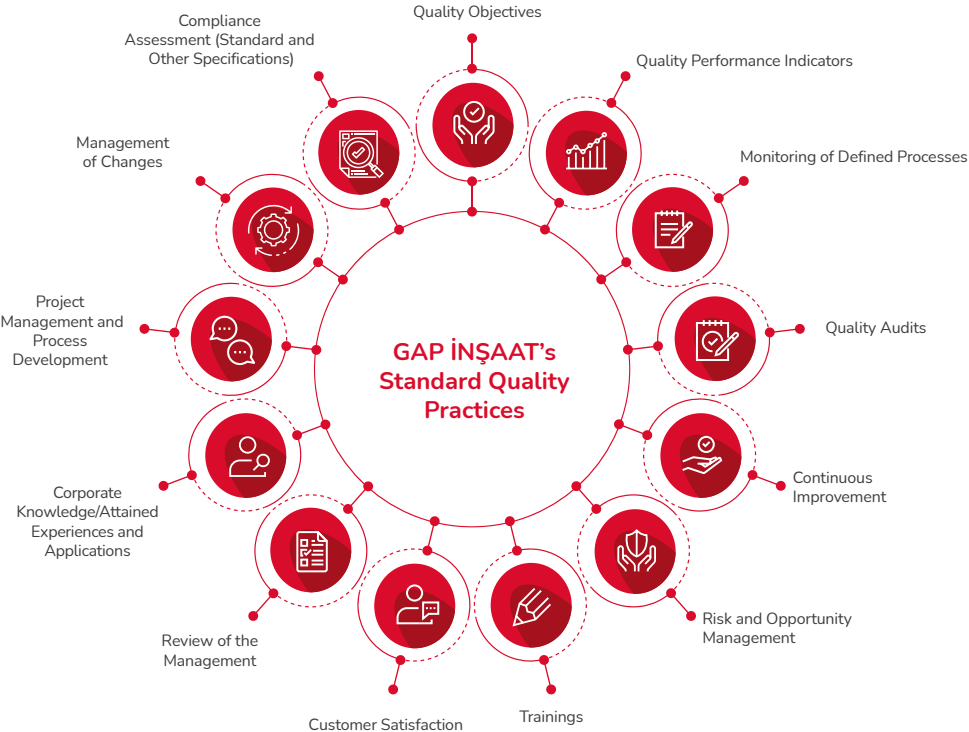 Quality Objectives
Quality Performance Indicators
Monitoring of Defined Processes
Quality Audits
Continuous
Improvement
Risk and Opportunity
Management
Trainings
Customer Satisfaction
Review of the
Management
Corporate
Knowledge/Attained
Experiences and
Applications
Project
Management and
Process
Development
Management
of Changes
Compliance
Assessment (Standard and
Other Specifications)
GAP İNŞAAT’s
Standard Quality
Practices